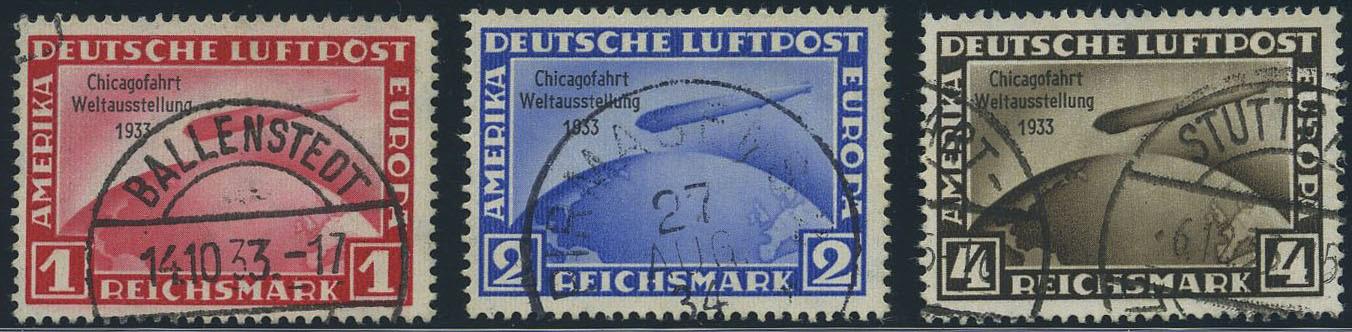 DEUTSCHE LUFTPOST
AMERIKA
EUROPA
Chicagofahrt
Weltausstellung
1933
BALLENSTEDT
14.10.33.-17
1
1
REICHSMARK
DEUTSCHE LUFTPOST
AMERIKA
EUROPA
Chicagofahrt
Weltausstellung
1933
27
AUG
34
2
2
REICHSMARK
DEUTSCHE LUFTPOST
AMERIKA
EUROPA
Chicagofahrt
Weltausstellung
1933
STUTT
4
4
REICHSMARK